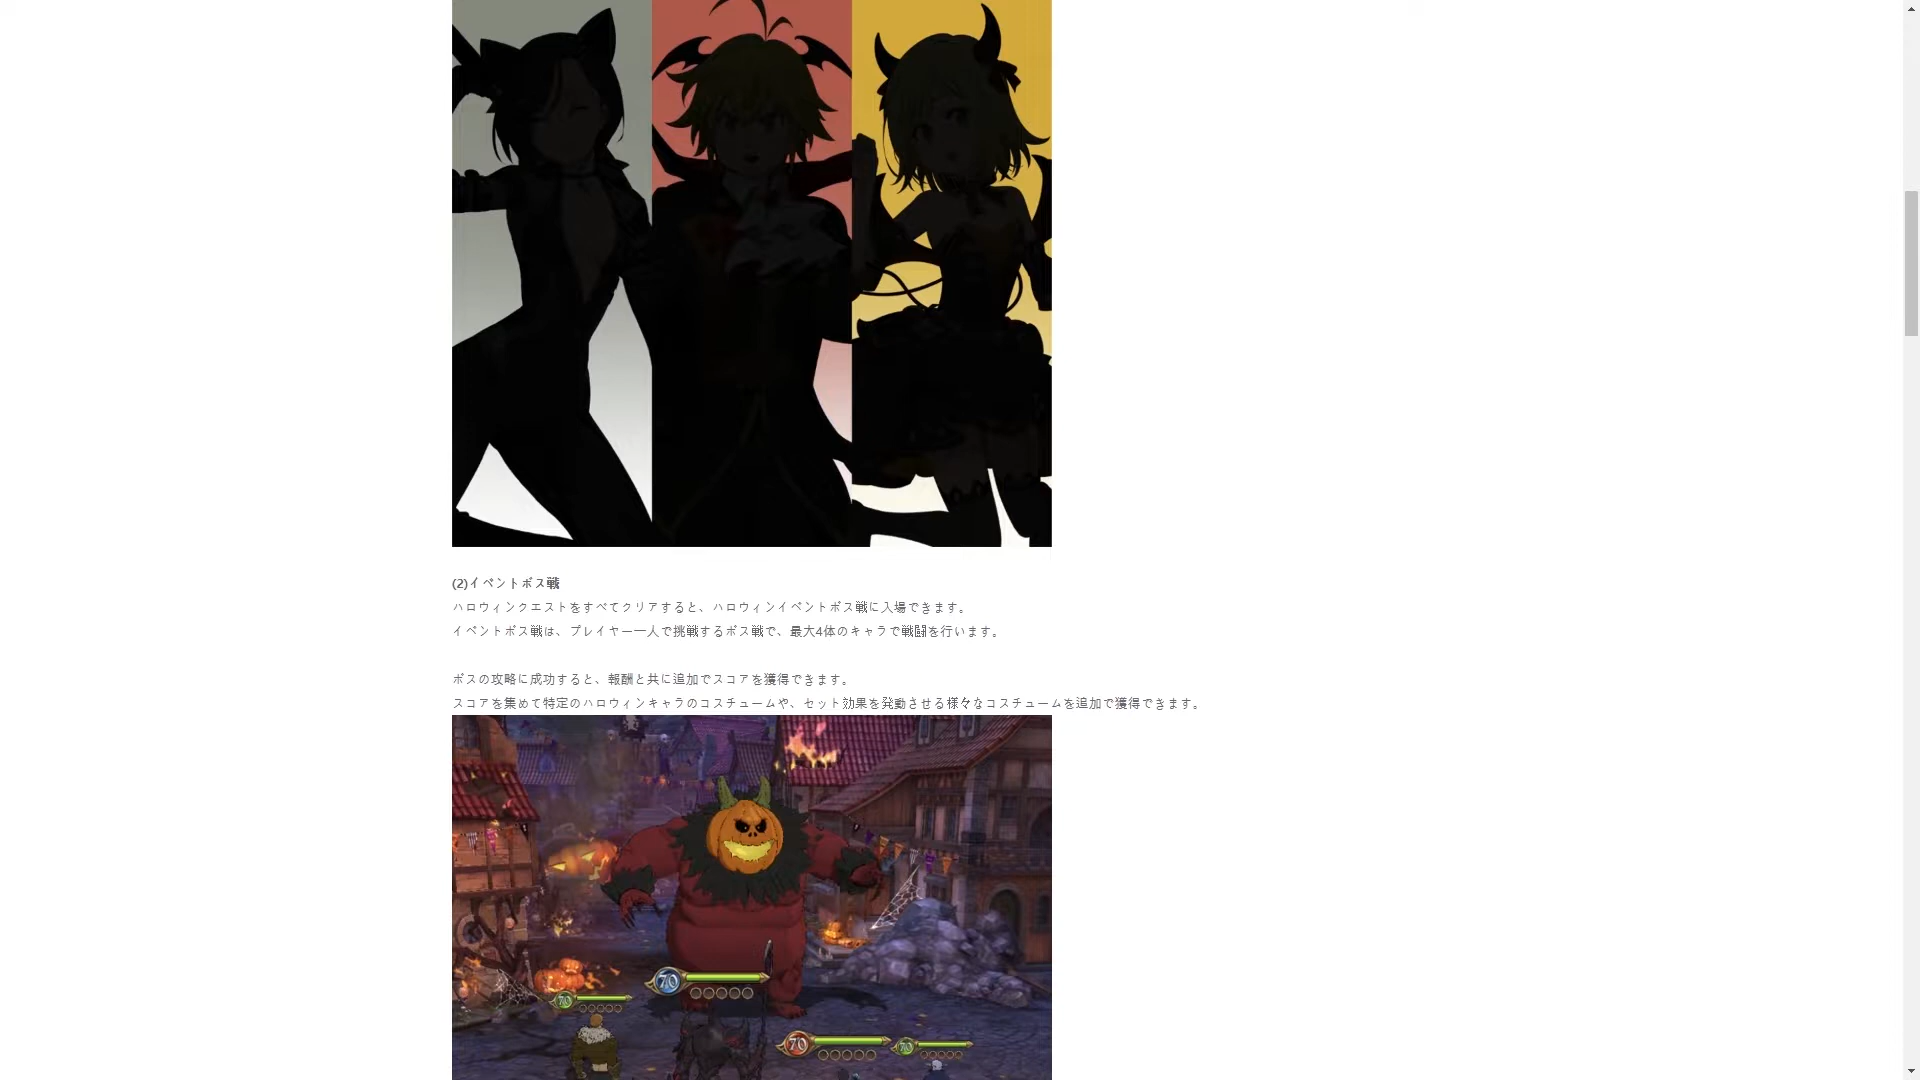 (2)イベントボス戦
ハロウィンクエストをすべてクリアすると、ハロウィンイベントボス戦に入場できます。
イベントボス戦は、プレイヤー一人で挑戦するボス戦で、最大4体のキャラで戦闘を行います。
ボスの攻略に成功すると、報酬と共に追加でスコアを獲得できます。
スコアを集めて特定のハロウィンキャラのコスチュームや、セット効果を発動させる様々なコスチュームを追加で獲得できます。
70
70
70
70